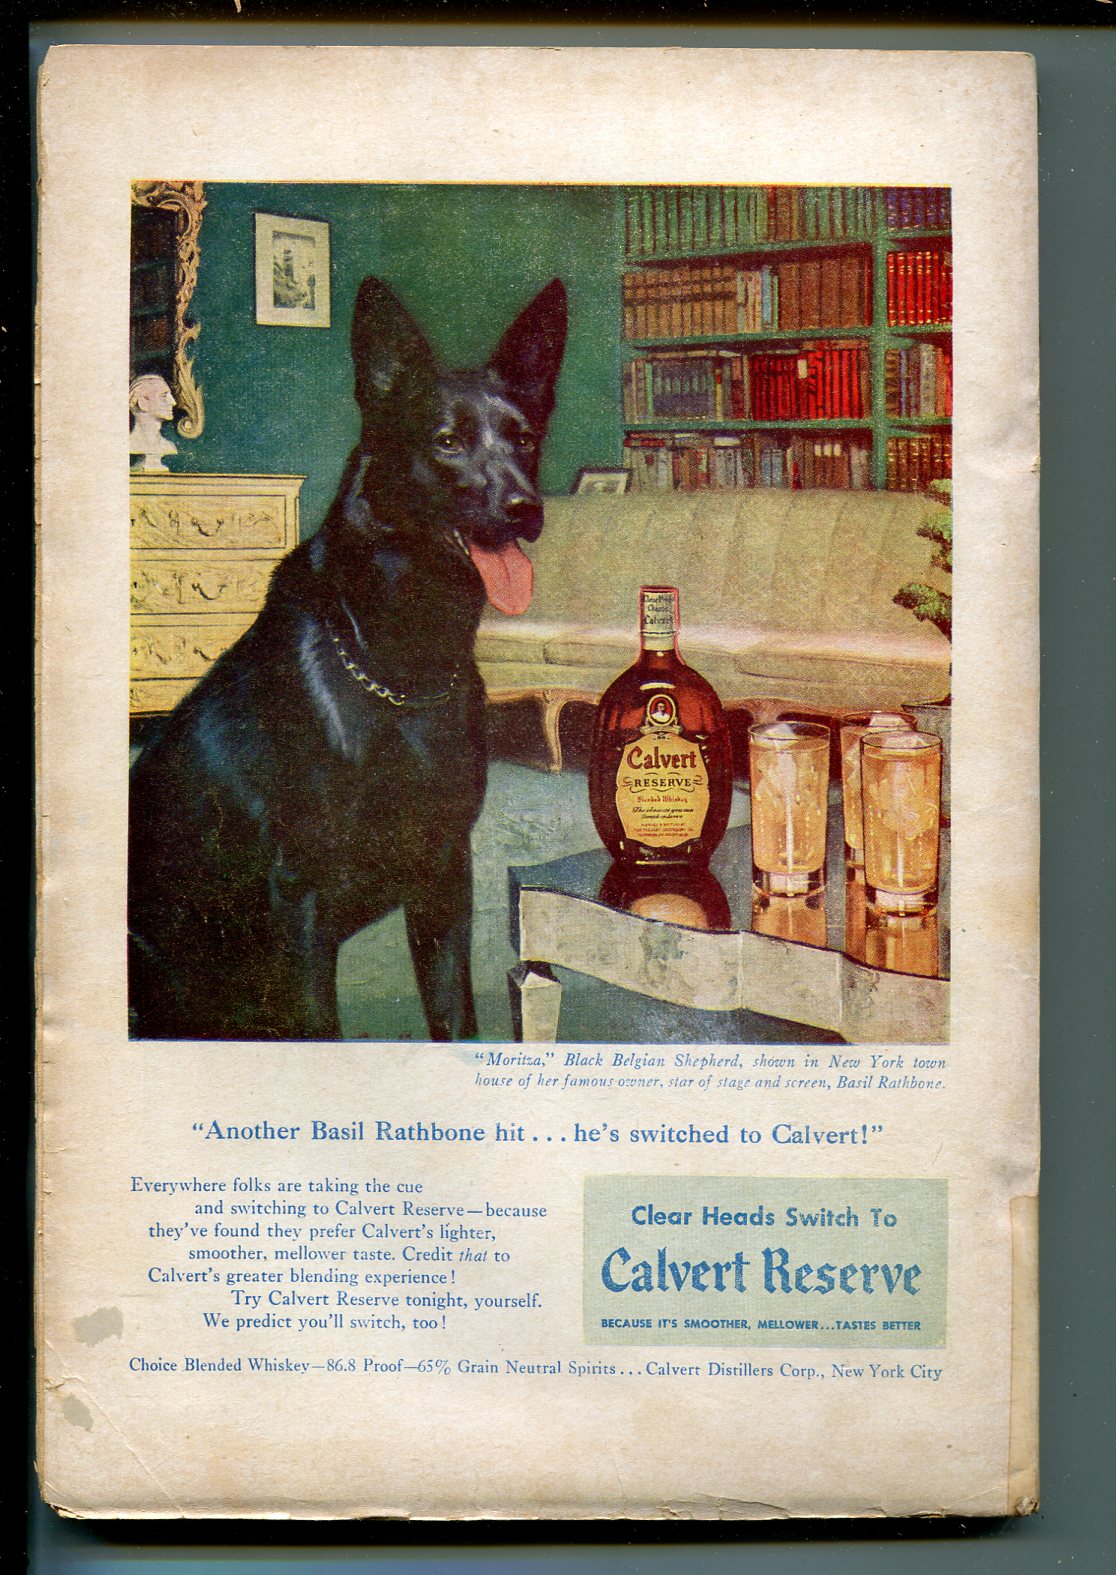 Calvert
Calvert
RESERVE
Blended Whiskey
"Moritza," Black Belgian Shepherd, shown in New York town
house of her famous owner, star of stage and screen, Basil Rathbone.
"Another Basil Rathbone hit . . . he's switched to Calvert!"
Everywhere folks are taking the cue
and switching to Calvert Reserve—because
they've found they prefer Calvert's lighter,
smoother, mellower taste. Credit that to
Calvert's greater blending experience!
Try Calvert Reserve tonight, yourself.
We predict you'll switch, too!
Clear Heads Switch To
Calvert Reserve
BECAUSE IT'S SMOOTHER, MELLOWER...TASTES BETTER
Choice Blended Whiskey—86.8 Proof—65% Grain Neutral Spirits . . . Calvert Distillers Corp., New York City